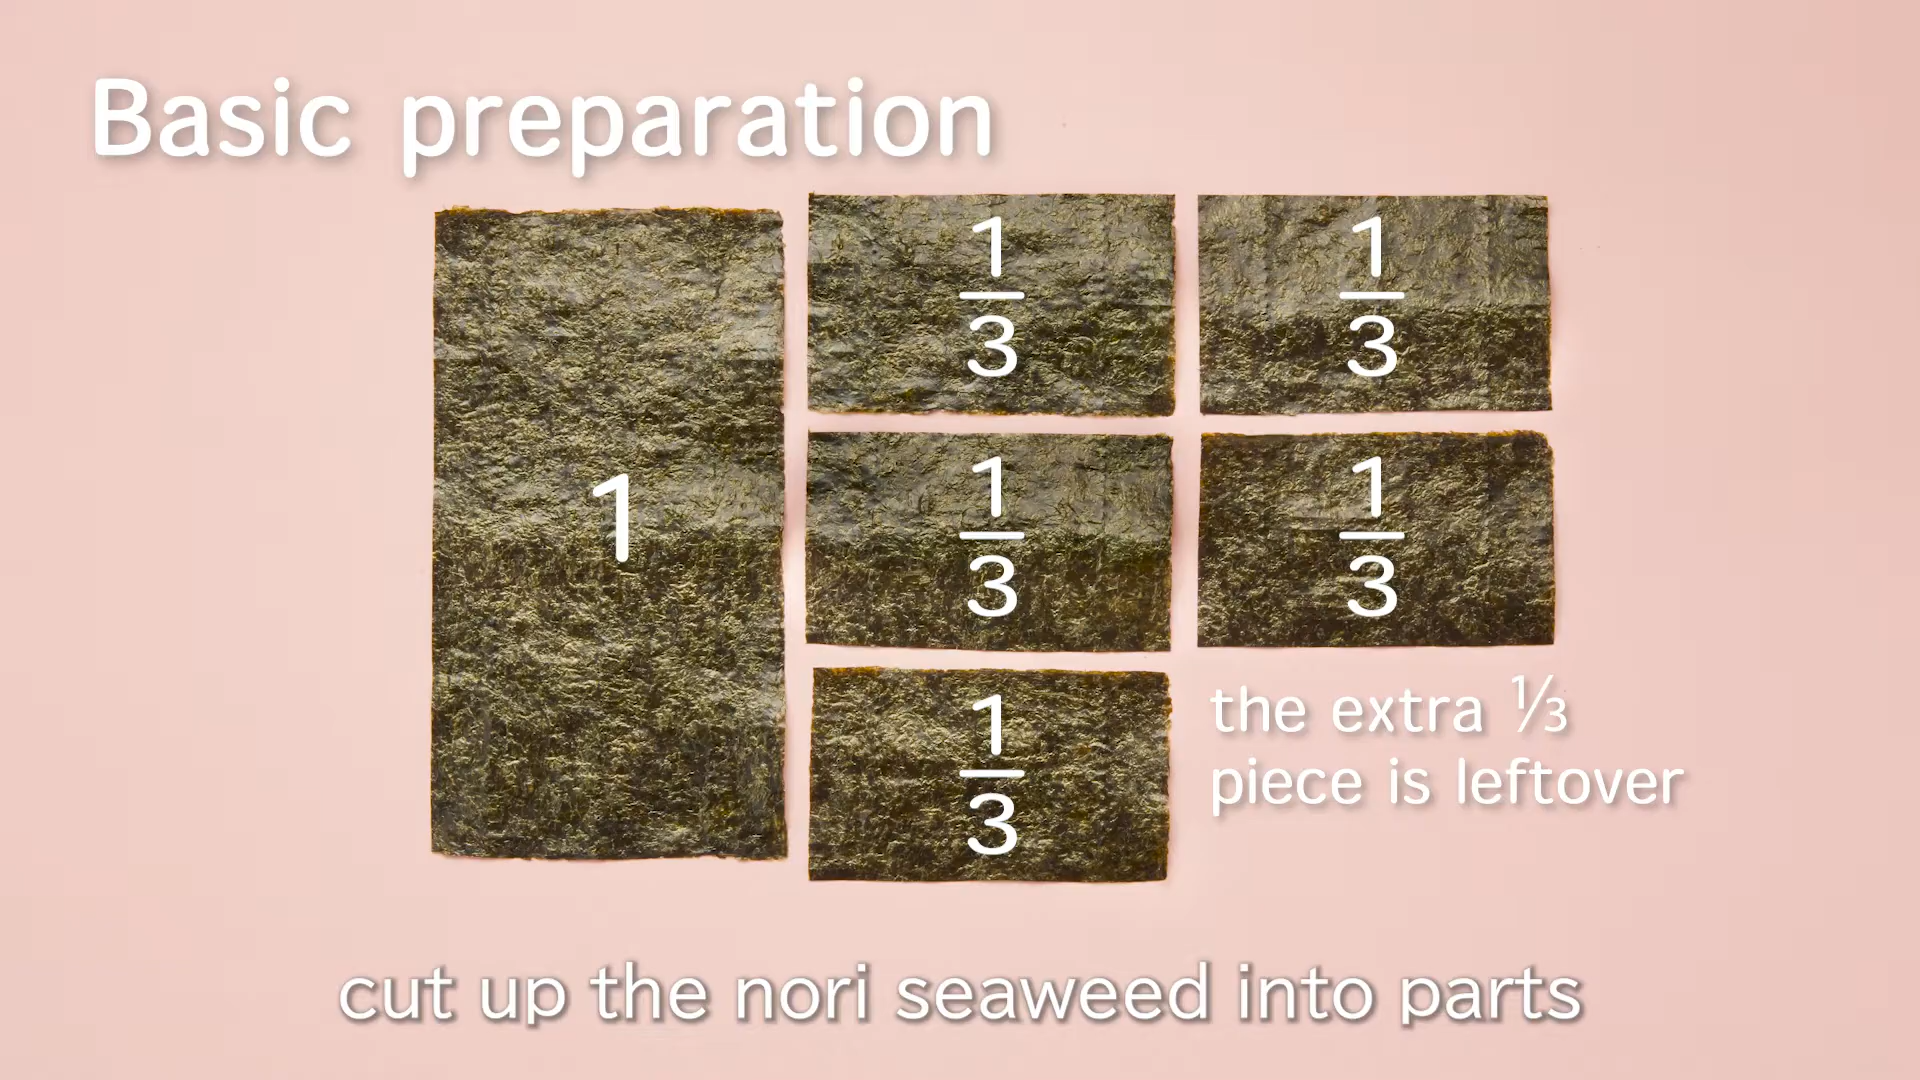 Basic preparation
1
1/3
1/3
1/3
1/3
1/3
the extra ⅓
piece is leftover
cut up the nori seaweed into parts